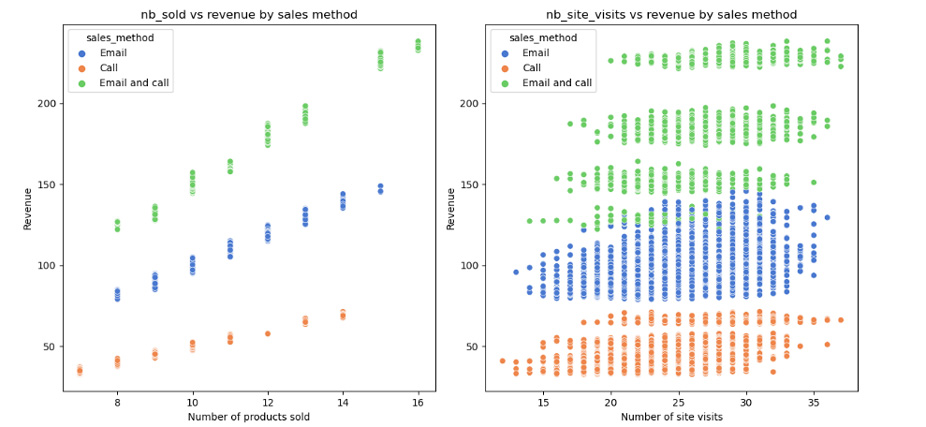 nb_sold vs revenue by sales method
sales_method
Email
Call
Email and call
Revenue
200
150
100
50
8
10
12
14
16
Number of products sold
nb_site_visits vs revenue by sales method
sales_method
Email
Call
Email and call
Revenue
200
150
100
50
15
20
25
30
35
Number of site visits